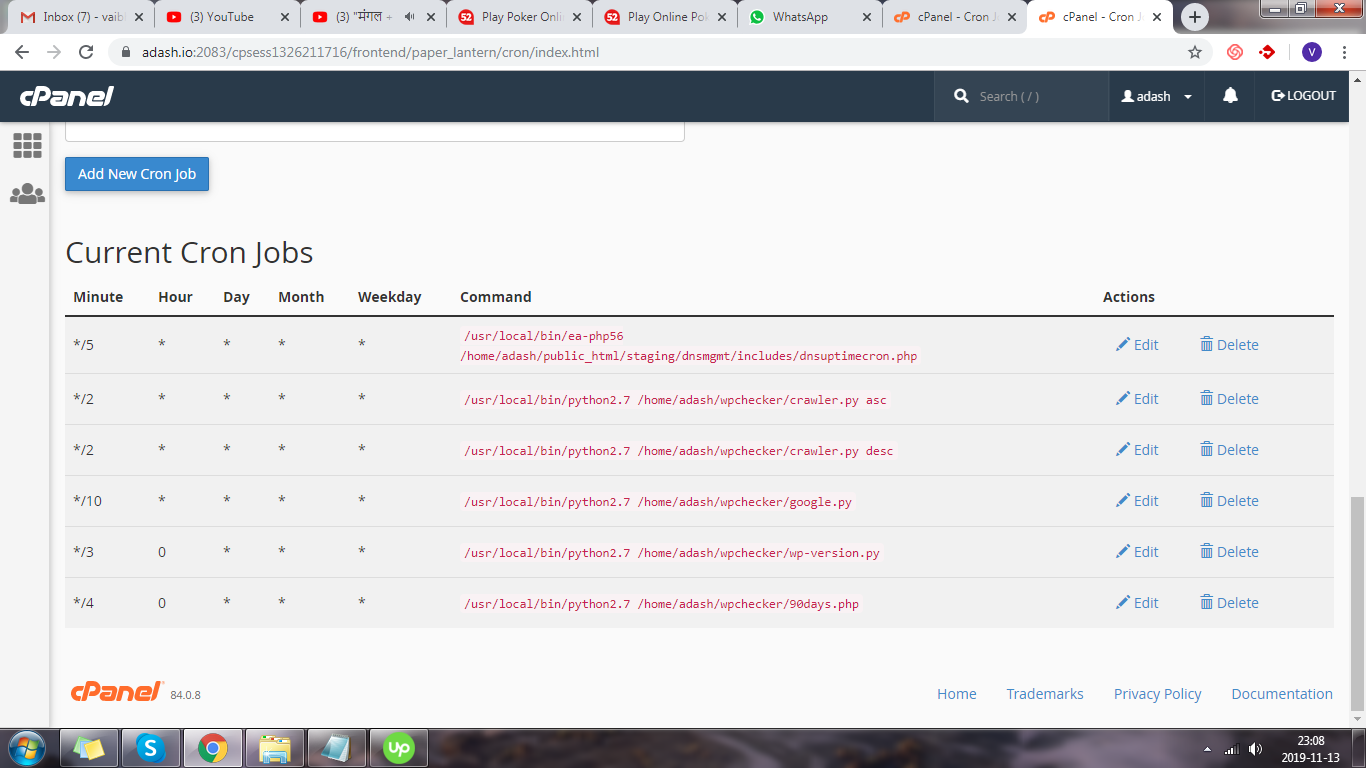 Inbox (7) - vaib
(3) YouTube
(3) "मंगल
Play Poker Onli
Play Online Pok
WhatsApp
cPanel - Cron J
cPanel - Cron J
adash.io:2083/cpsess1326211716/frontend/paper_lantern/cron/index.html
V
cPanel
Search ( / )
adash
LOGOUT
Add New Cron Job
Current Cron Jobs
Minute Hour Day Month Weekday Command Actions
*/5 * * * * /usr/local/bin/ea-php56
/home/adash/public_html/staging/dnsmgmt/includes/dnsuptimecron.php Edit Delete
*/2 * * * * /usr/local/bin/python2.7 /home/adash/wpchecker/crawler.py asc Edit Delete
*/2 * * * * /usr/local/bin/python2.7 /home/adash/wpchecker/crawler.py desc Edit Delete
*/10 * * * * /usr/local/bin/python2.7 /home/adash/wpchecker/google.py Edit Delete
*/3 0 * * * /usr/local/bin/python2.7 /home/adash/wpchecker/wp-version.py Edit Delete
*/4 0 * * * /usr/local/bin/python2.7 /home/adash/wpchecker/90days.php Edit Delete
cPanel 84.0.8
Home Trademarks Privacy Policy Documentation
23:08
2019-11-13